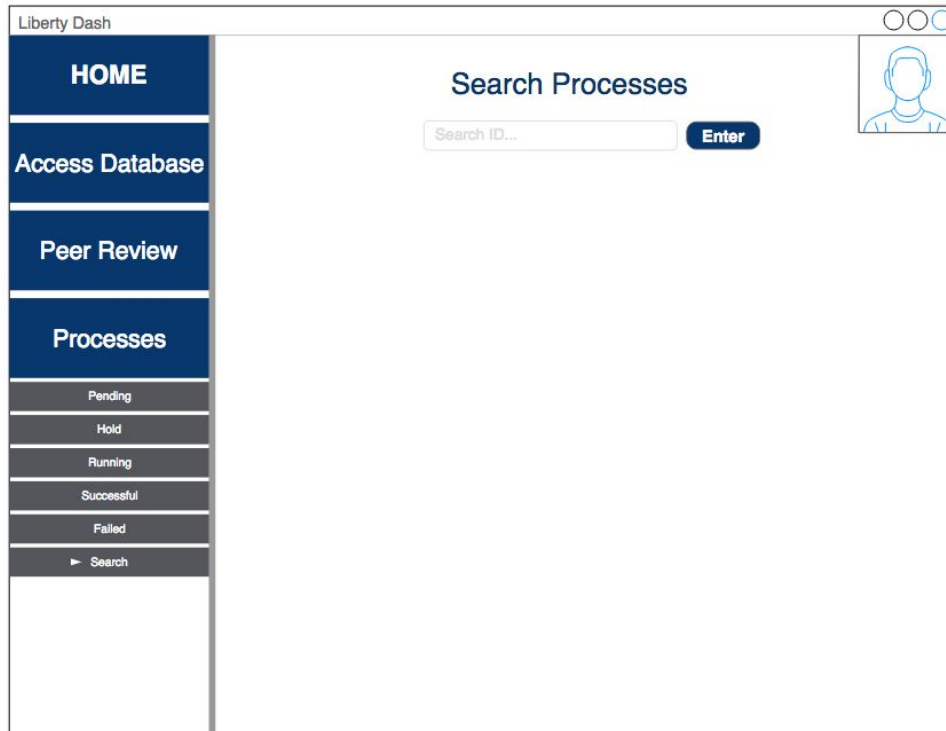 Liberty Dash
HOME
Access Database
Peer Review
Processes
Pending
Hold
Running
Successful
Failed
► Search
Search Processes
Search ID...
Enter